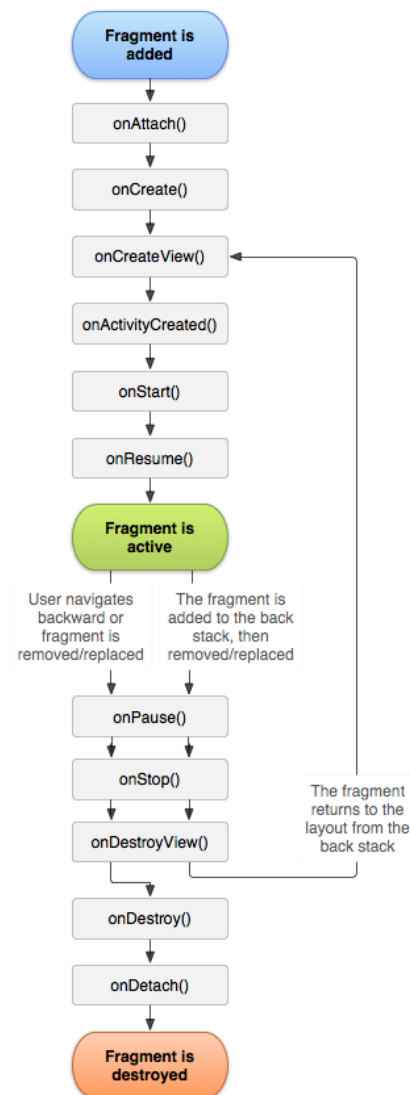 Fragment is
added
onAttach()
onCreate()
onCreateView()
onActivityCreated()
onStart()
onResume()
Fragment is
active
User navigates
backward or
fragment is
removed/replaced
The fragment is
added to the back
stack, then
removed/replaced
onPause()
onStop()
onDestroyView()
The fragment
returns to the
layout from the
back stack
onDestroy()
onDetach()
Fragment is
destroyed